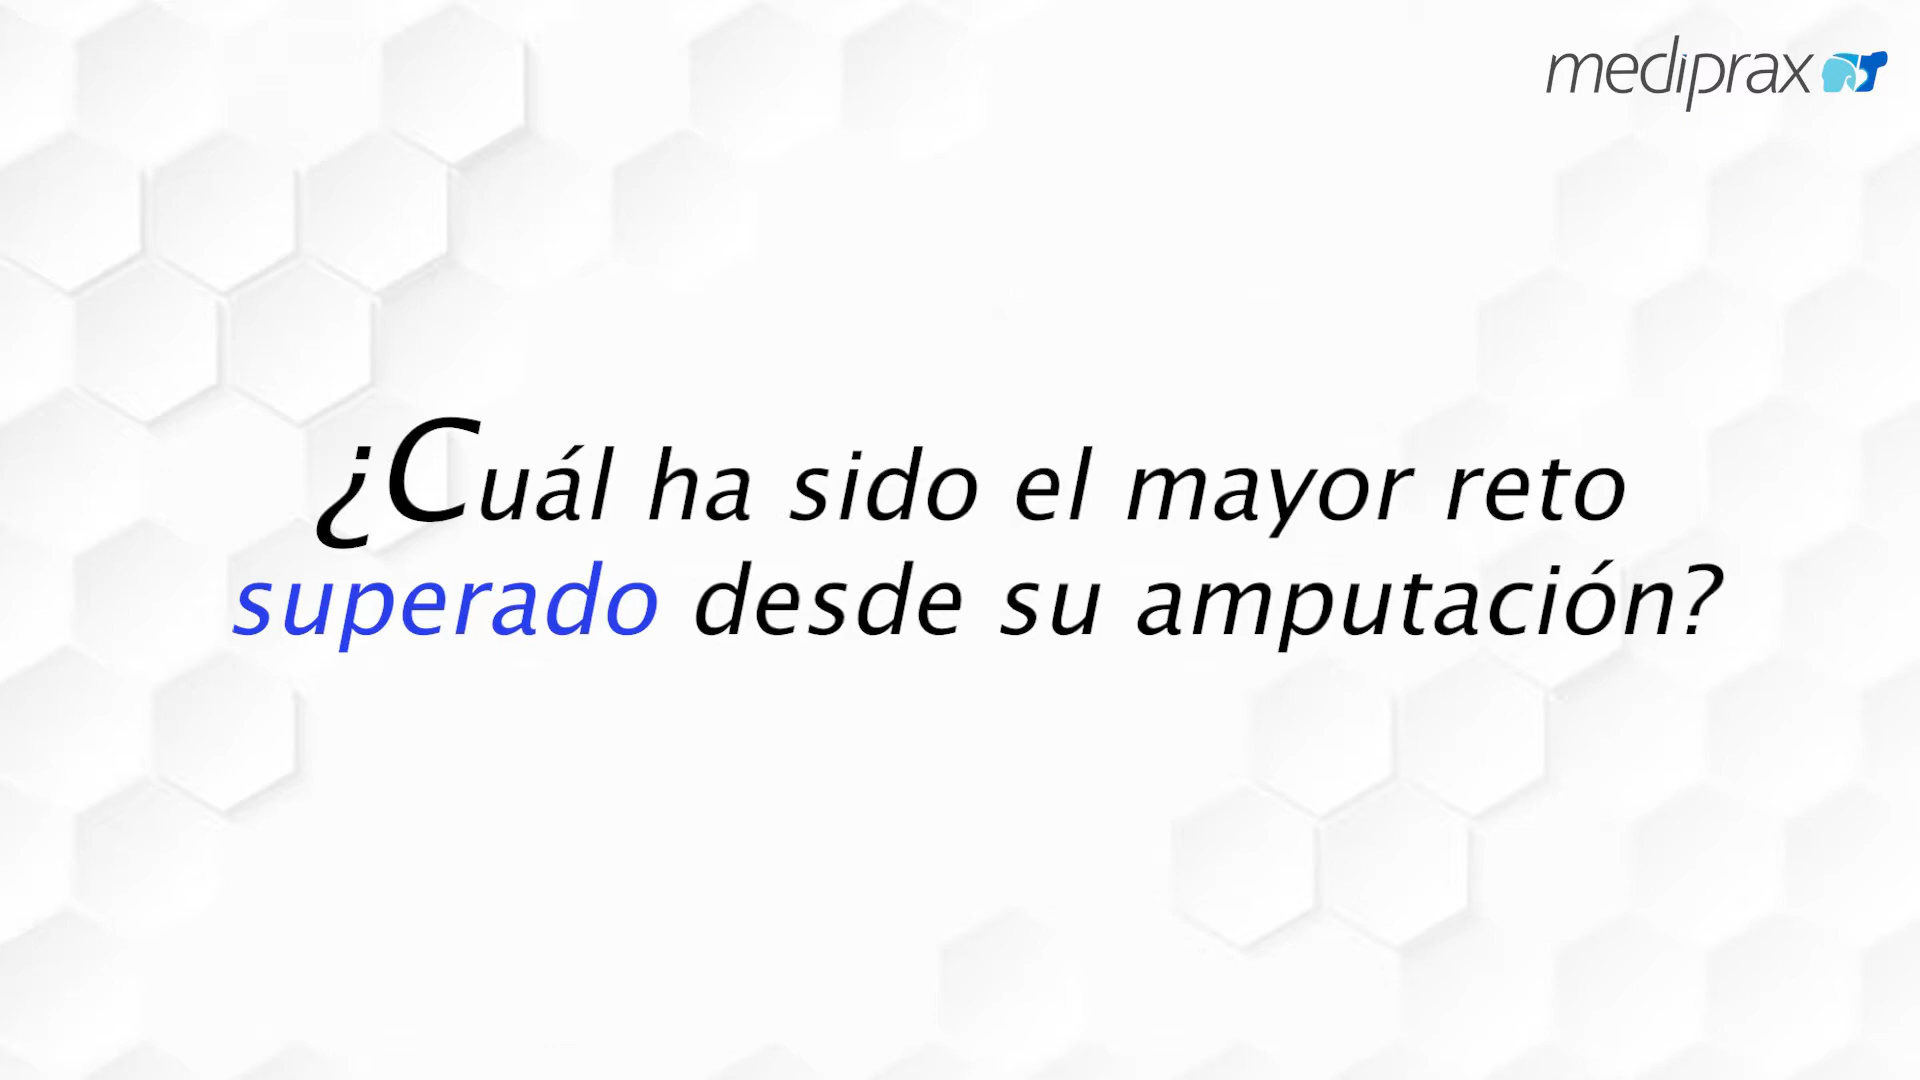 mediprax
¿Cuál ha sido el mayor reto
superado desde su amputación?